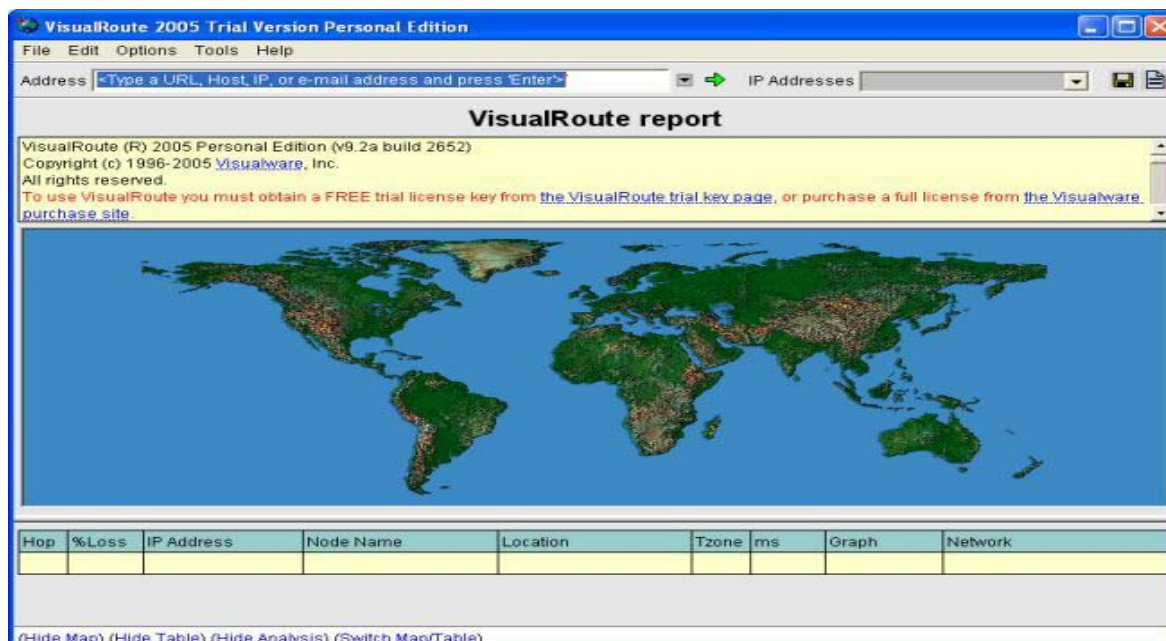 VisualRoute 2005 Trial Version Personal Edition
File Edit Options Tools Help
Address <Type a URL, Host, IP, or e-mail address and press 'Enter'> IP Addresses
VisualRoute report
VisualRoute (R) 2005 Personal Edition (v9.2a build 2652)
Copyright (c) 1996-2005 Visualware, Inc.
All rights reserved.
To use VisualRoute you must obtain a FREE trial license key from the VisualRoute trial key page, or purchase a full license from the Visualware
purchase site.
Hop %Loss IP Address Node Name Location Tzone ms Graph Network
(Hide Map) (Hide Table) (Hide Analysis) (Switch Map/Table)